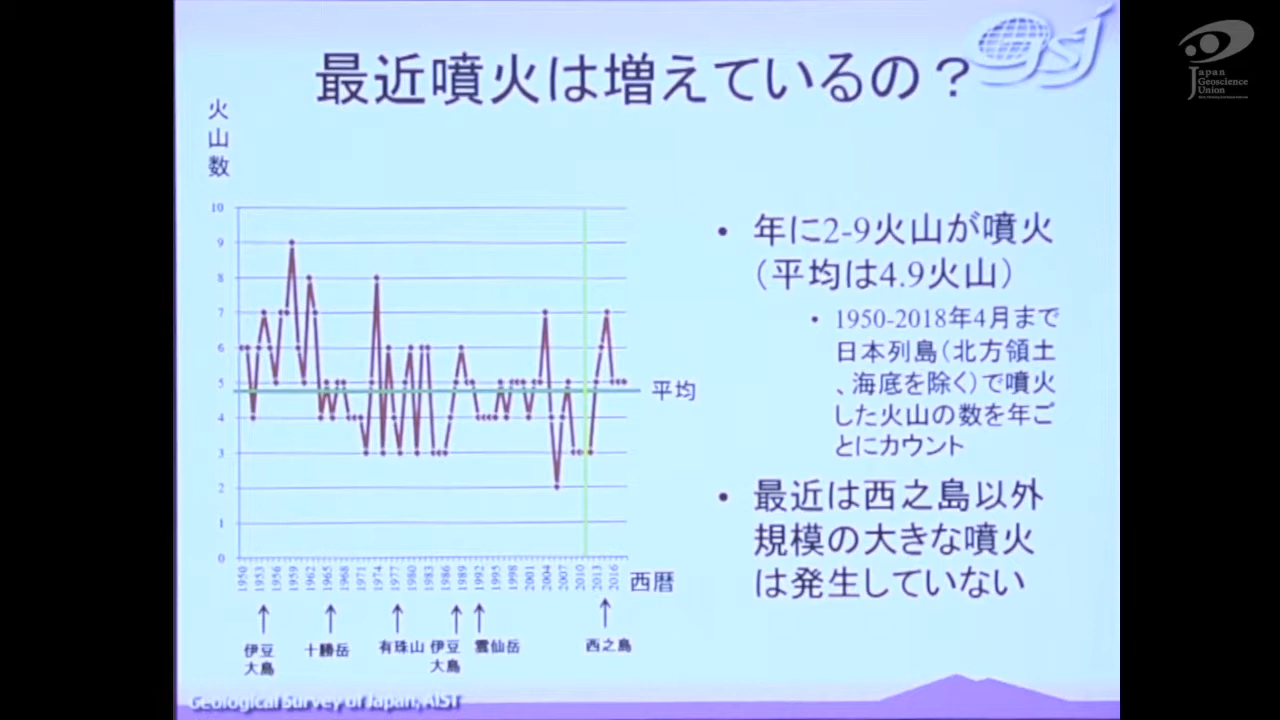 最近噴火は増えているの？
GSJ
Japan
Geoscience
Union
火
山
数
10
9
8
7
6
5
4
3
2
1
0
平均
1950
1953
1956
1959
1962
1965
1968
1971
1974
1977
1980
1983
1986
1989
1992
1995
1998
2001
2004
2007
2010
2013
2016
西暦
伊豆
大島
十勝岳
有珠山
伊豆
大島
雲仙岳
西之島
• 年に2-9火山が噴火
（平均は4.9火山）
• 1950-2018年4月まで
日本列島（北方領土
、海底を除く）で噴火
した火山の数を年ご
とにカウント
• 最近は西之島以外
規模の大きな噴火
は発生していない
Geological Survey of Japan, AIST